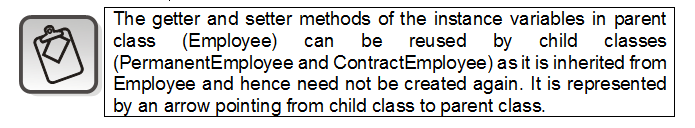 The getter and setter methods of the instance variables in parent
class (Employee) can be reused by child classes
(PermanentEmployee and ContractEmployee) as it is inherited from
Employee and hence need not be created again. It is represented
by an arrow pointing from child class to parent class.